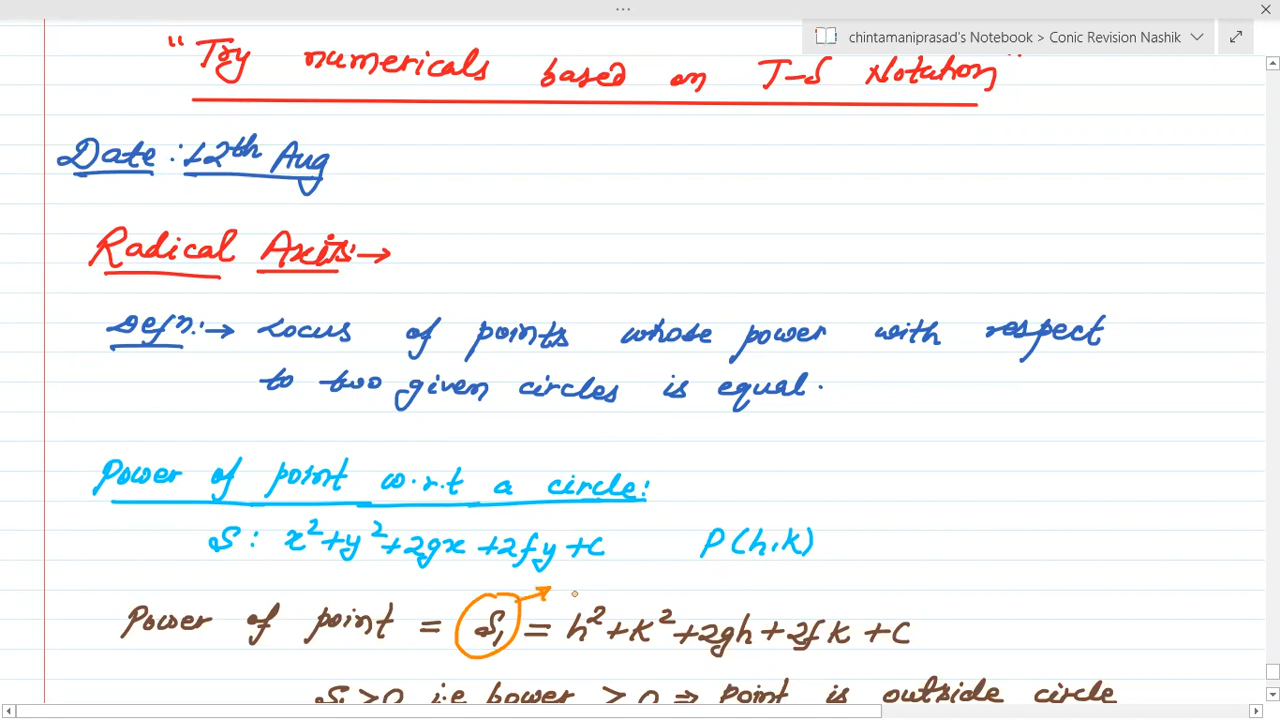 ...
chintamaniprasad's Notebook > Conic Revision Nashik
"Try numericals based on T-S Notation"
Date : 12th Aug
Radical Axis :→
Defn. :→ Locus of points whose power with respect
to two given circles is equal.
Power of point w.r.t a circle:
S : x²+y²+2gx+2fy+c P(h,k)
Power of point = S₁ = h²+k²+2gh+2fk+c
S₁>0 i.e power > 0 ⇒ point is outside circle